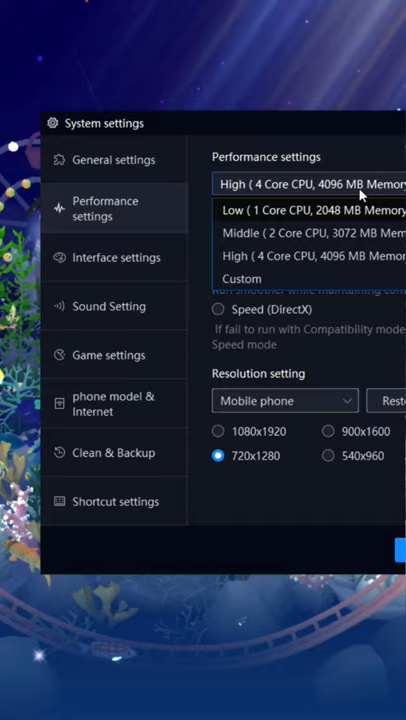 System settings
General settings
Performance settings
Performance
settings
High ( 4 Core CPU, 4096 MB Memory
Low ( 1 Core CPU, 2048 MB Memory
Middle ( 2 Core CPU, 3072 MB Mem
Interface settings
High ( 4 Core CPU, 4096 MB Memor
Custom
Sound Setting
Speed (DirectX)
If fail to run with Compatibility mode
Speed mode
Game settings
Resolution setting
phone model &
Internet
Mobile phone
Rest
1080x1920
900x1600
Clean & Backup
720x1280
540x960
Shortcut settings